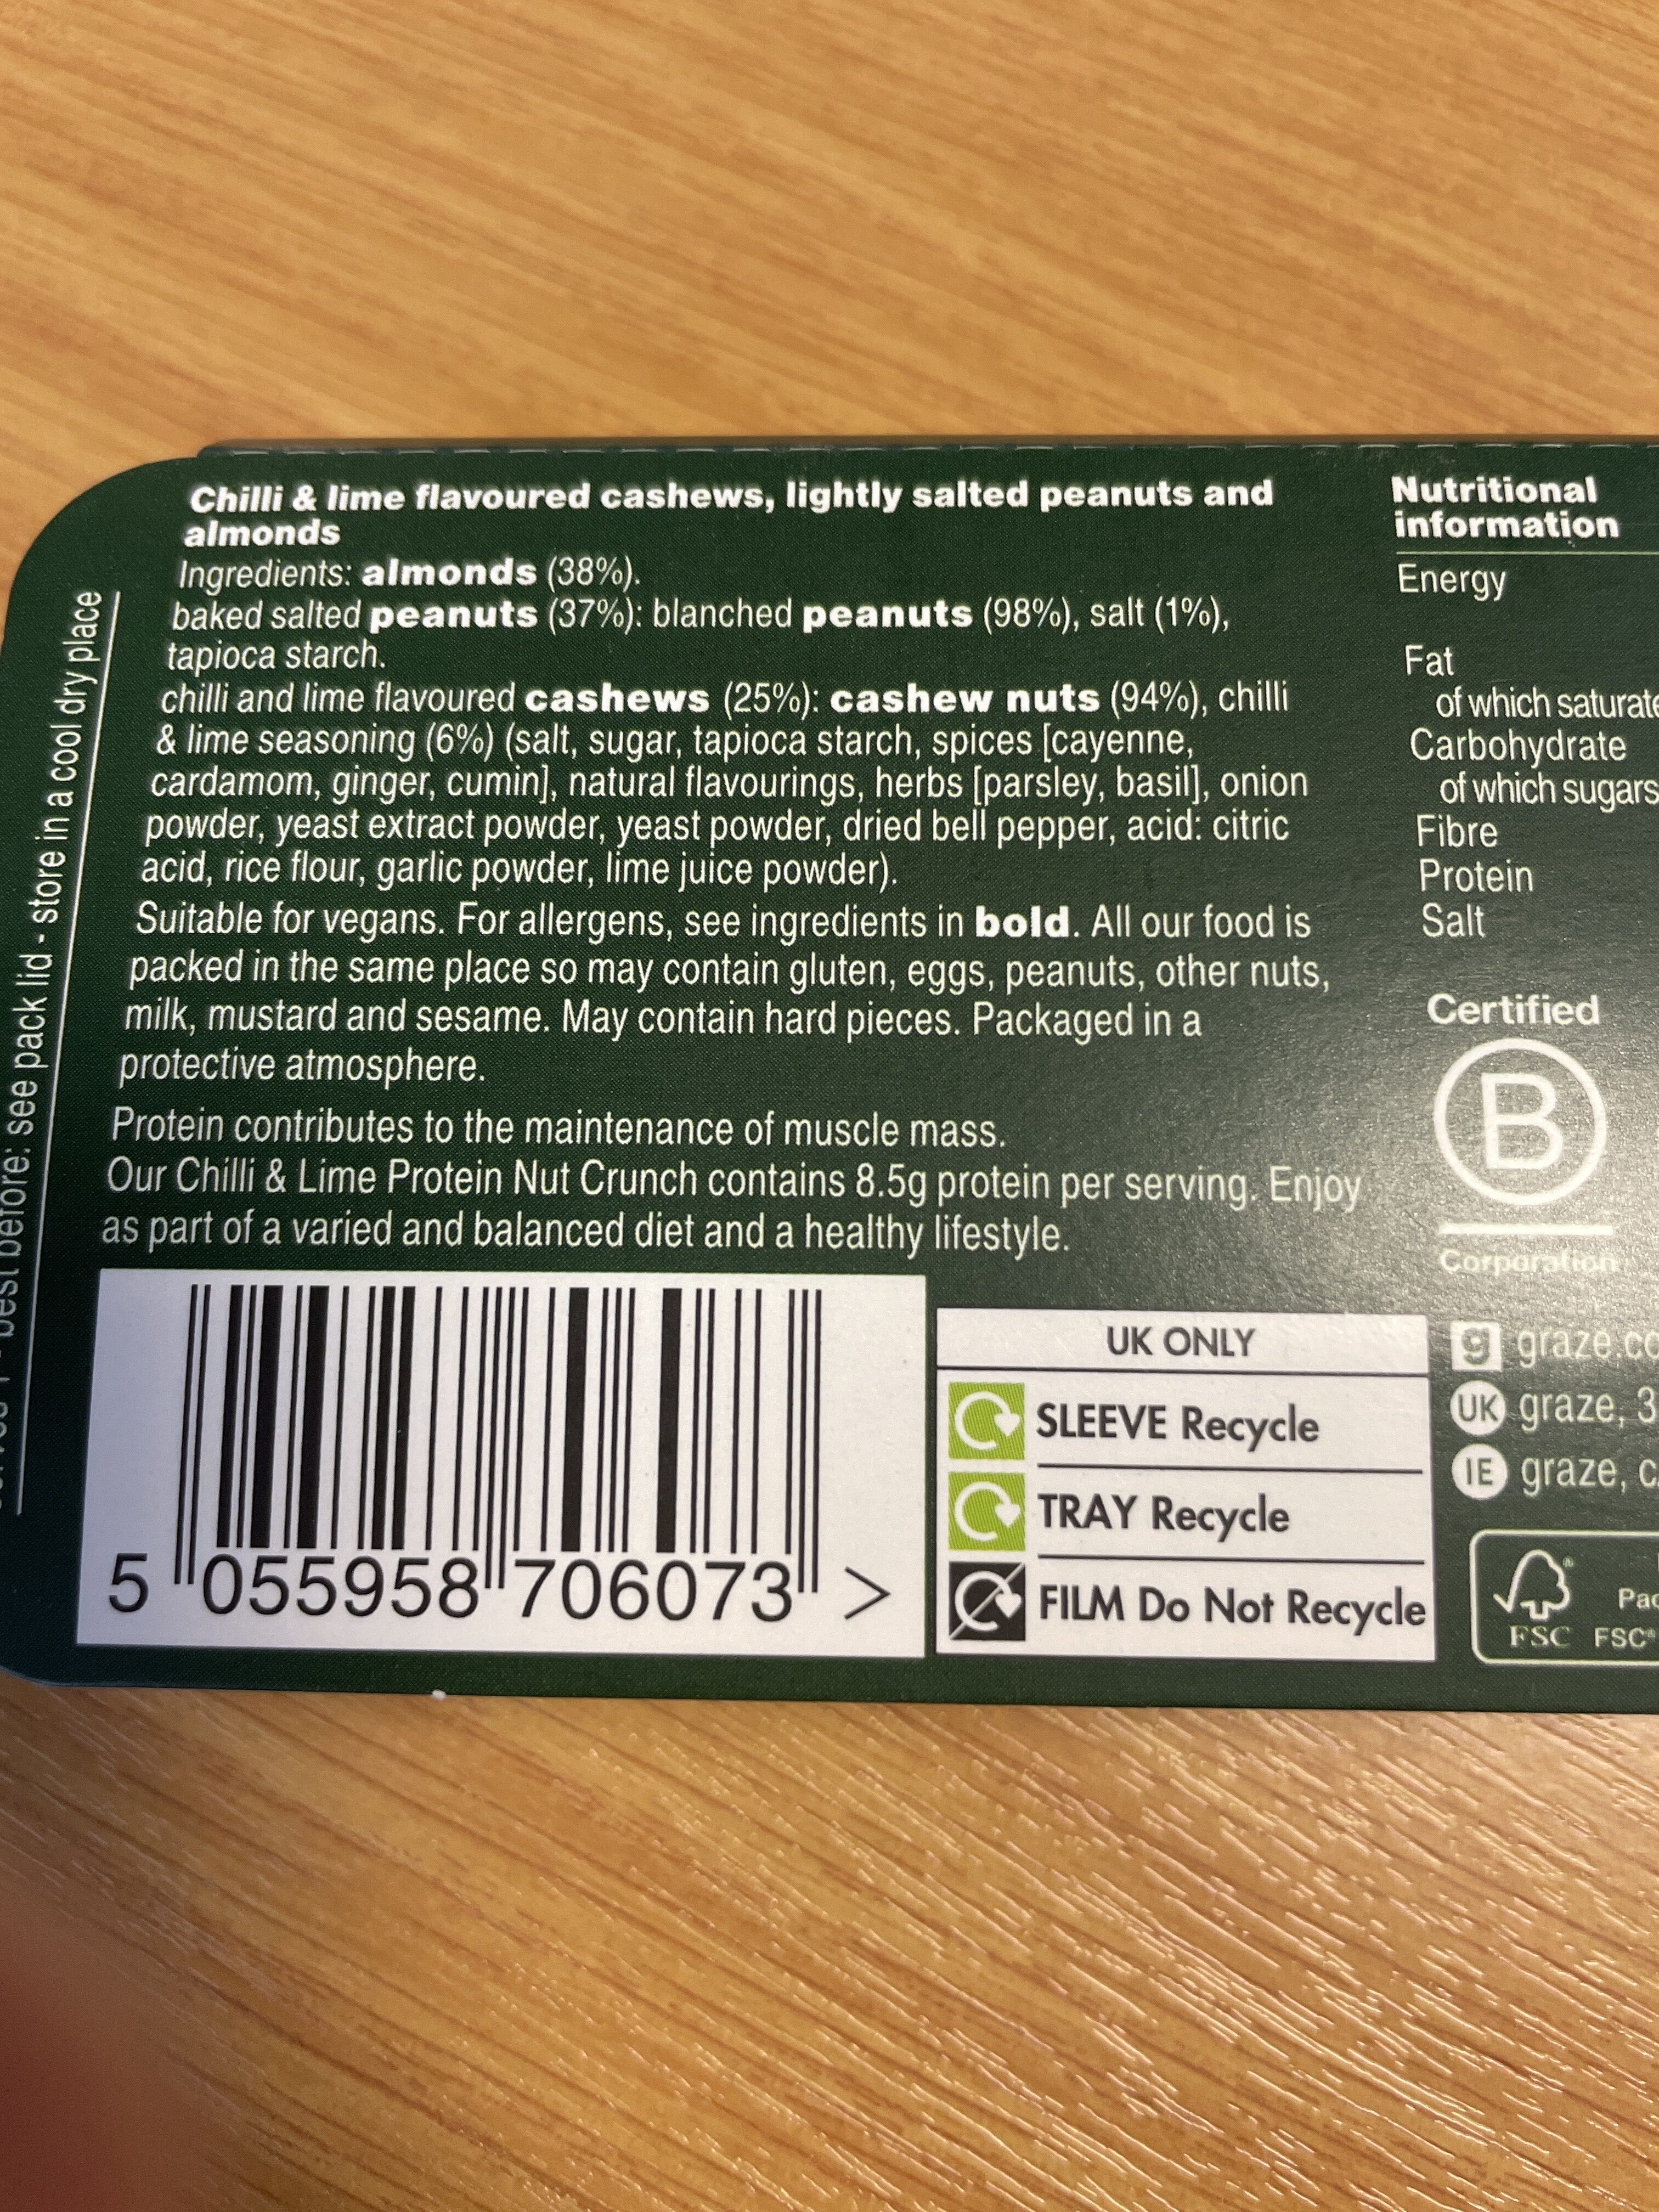 Chilli & lime flavoured cashews, lightly salted peanuts and
almonds
Ingredients: almonds (38%).
baked salted peanuts (37%): blanched peanuts (98%), salt (1%),
tapioca starch.
chilli and lime flavoured cashews (25%): cashew nuts (94%), chilli
& lime seasoning (6%) (salt, sugar, tapioca starch, spices [cayenne,
cardamom, ginger, cumin], natural flavourings, herbs [parsley, basil], onion
powder, yeast extract powder, yeast powder, dried bell pepper, acid: citric
acid, rice flour, garlic powder, lime juice powder).
Suitable for vegans. For allergens, see ingredients in bold. All our food is
packed in the same place so may contain gluten, eggs, peanuts, other nuts,
milk, mustard and sesame. May contain hard pieces. Packaged in a
protective atmosphere.
Protein contributes to the maintenance of muscle mass.
Our Chilli & Lime Protein Nut Crunch contains 8.5g protein per serving. Enjoy
as part of a varied and balanced diet and a healthy lifestyle.
best before: see pack lid - store in a cool dry place
5 055958 706073 >
UK ONLY
SLEEVE Recycle
TRAY Recycle
FILM Do Not Recycle
Nutritional
information
Energy
Fat
of which saturate
Carbohydrate
of which sugars
Fibre
Protein
Salt
Certified
B
Corporation
g graze.co
UK graze, 3
IE graze, c
FSC
FSC®